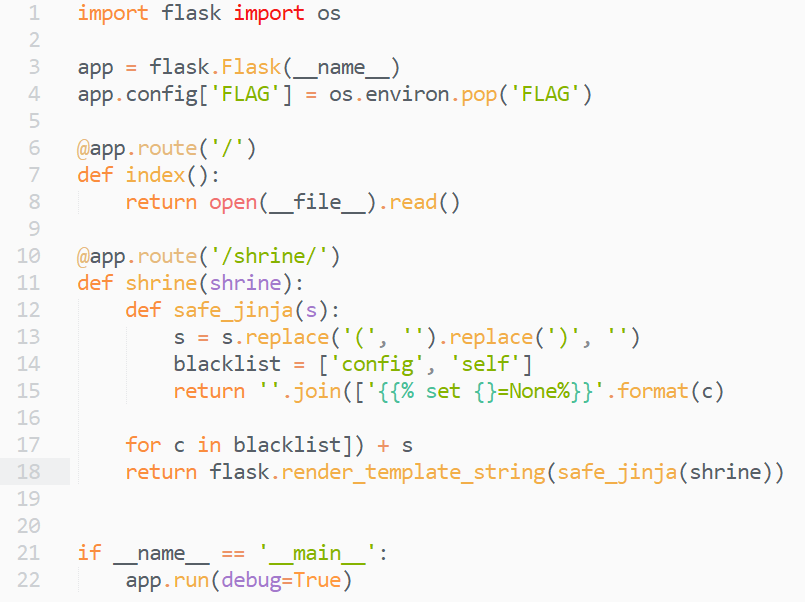 1 import flask import os
2
3 app = flask.Flask(__name__)
4 app.config['FLAG'] = os.environ.pop('FLAG')
5
6 @app.route('/')
7 def index():
8     return open(__file__).read()
9
10 @app.route('/shrine/')
11 def shrine(shrine):
12     def safe_jinja(s):
13         s = s.replace('(', '').replace(')', '')
14         blacklist = ['config', 'self']
15         return ''.join(['{{% set {}=None%}}'.format(c)
16
17     for c in blacklist]) + s
18     return flask.render_template_string(safe_jinja(shrine))
19
20
21 if __name__ == '__main__':
22     app.run(debug=True)